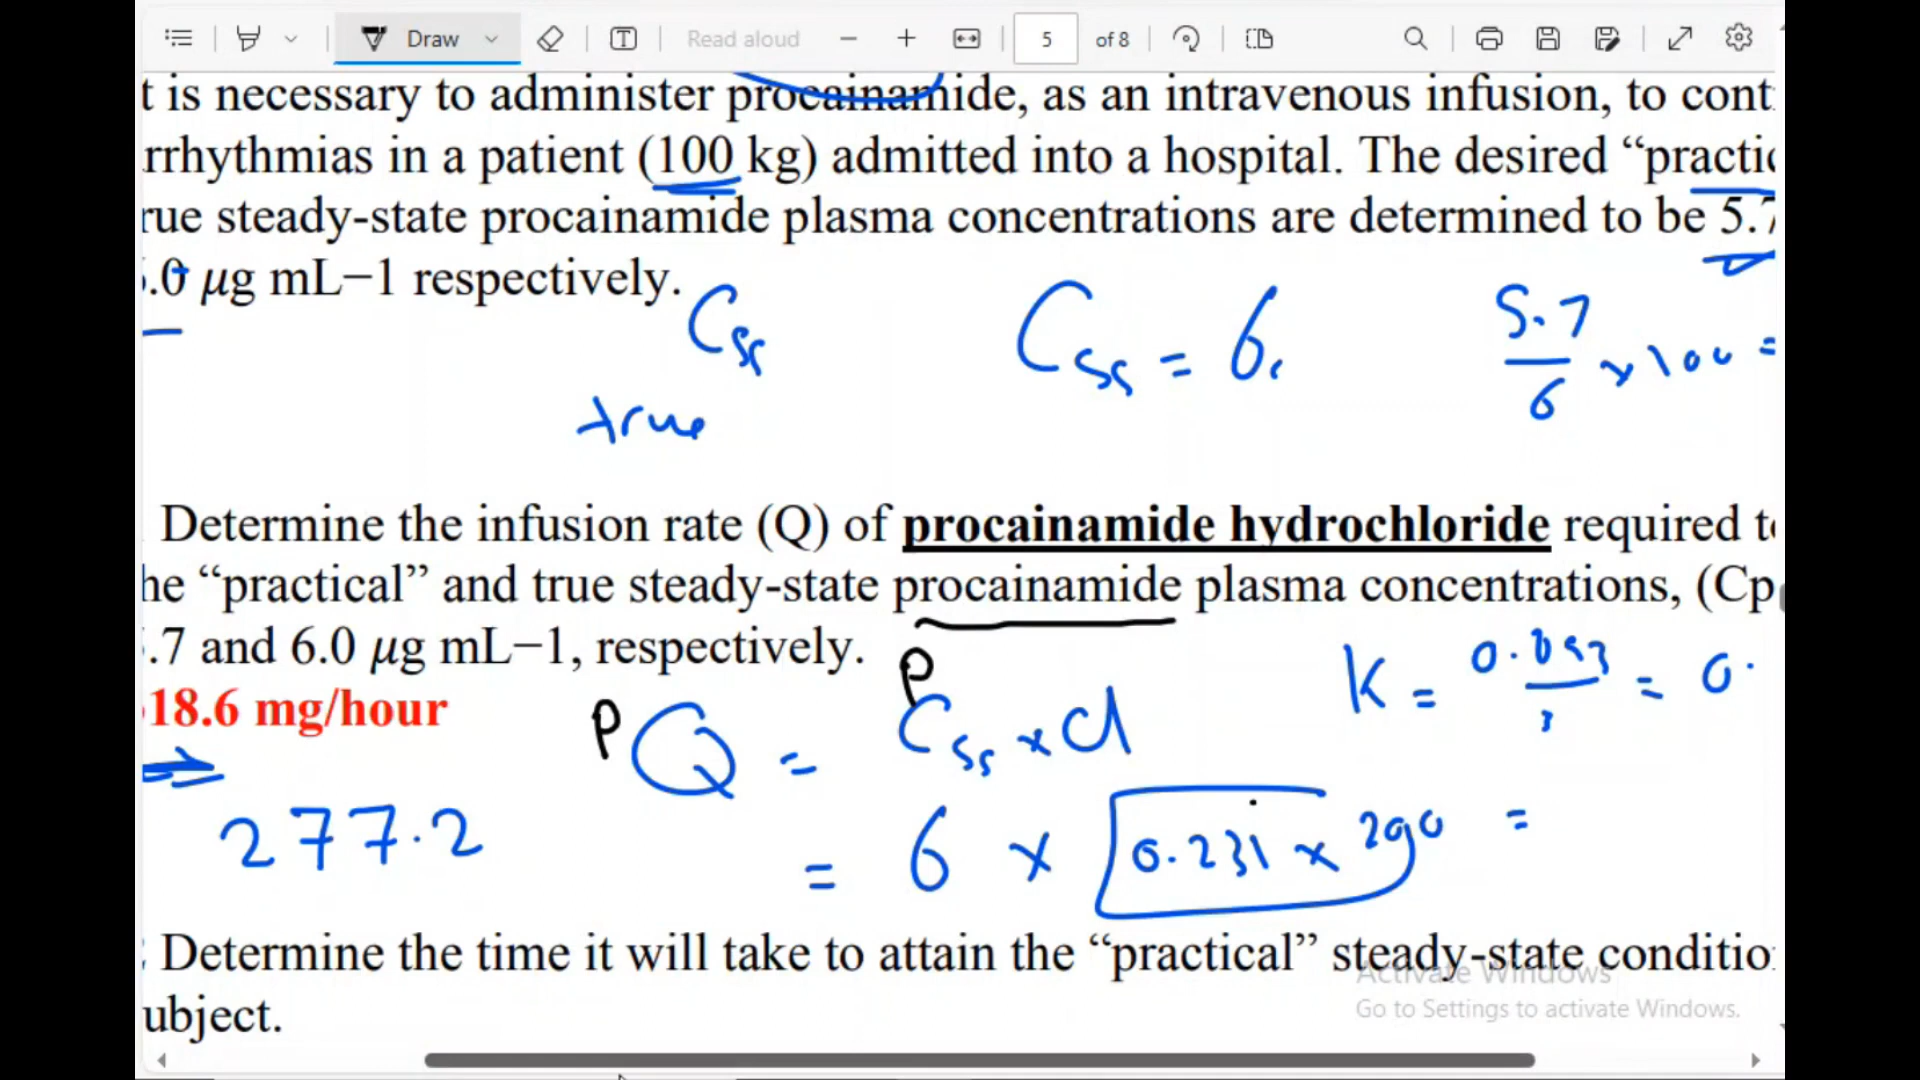 Draw Read aloud 5 of 8
t is necessary to administer procainamide, as an intravenous infusion, to cont
rrhythmias in a patient (100 kg) admitted into a hospital. The desired “practic
rue steady-state procainamide plasma concentrations are determined to be 5.7
.0 μg mL−1 respectively.
Css Css = 6. 5.7/6 x 100 =
true
Determine the infusion rate (Q) of procainamide hydrochloride required to
he “practical” and true steady-state procainamide plasma concentrations, (Cp
.7 and 6.0 μg mL−1, respectively.
18.6 mg/hour
P Q = P Css x Cl
K = = 0.
277.2
= 6 x 0.231 x 290 =
Determine the time it will take to attain the “practical” steady-state conditio
ubject.
Activate Windows
Go to Settings to activate Windows.